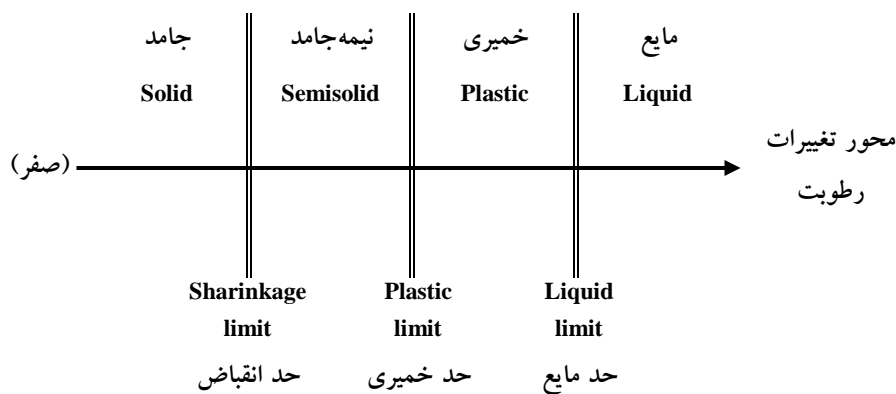 جامد
Solid
نیمه‌جامد
Semisolid
خمیری
Plastic
مایع
Liquid
(صفر)
محور تغییرات
رطوبت
Sharinkage
limit
حد انقباض
Plastic
limit
حد خمیری
Liquid
limit
حد مایع